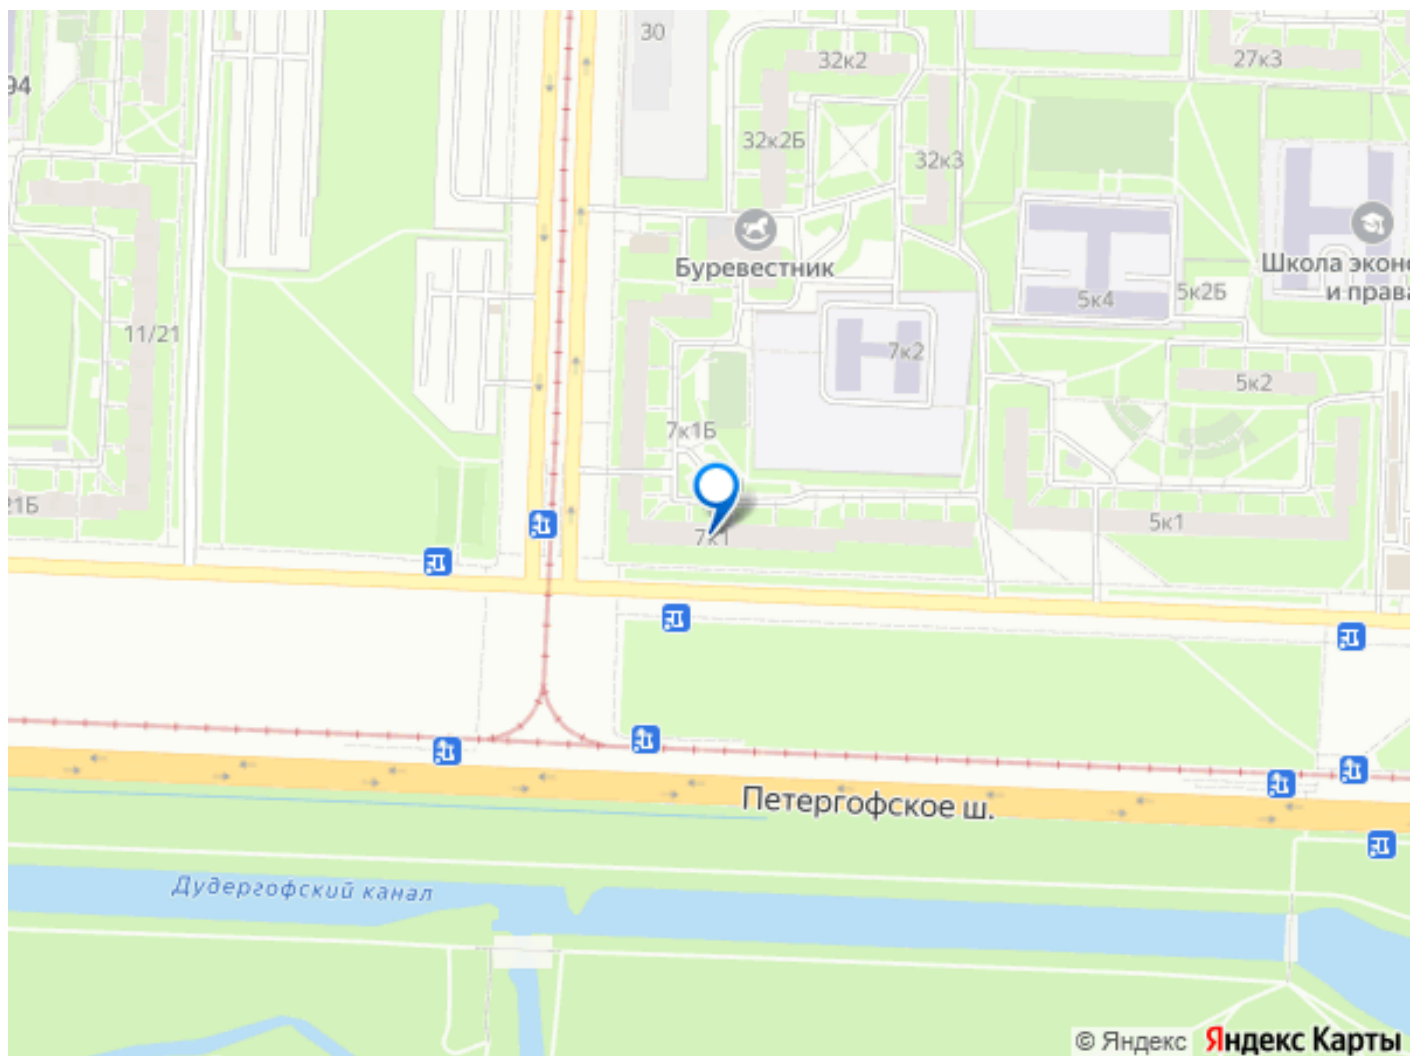 30
32к2
27к3
94
32к2Б
32к3
Буревестник
Школа эконо
и права
5к4
5к2Б
11/21
7к2
5к2
7к1Б
21Б
7к1
5к1
Петергофское ш.
Дудергофский канал
© Яндекс Яндекс Карты